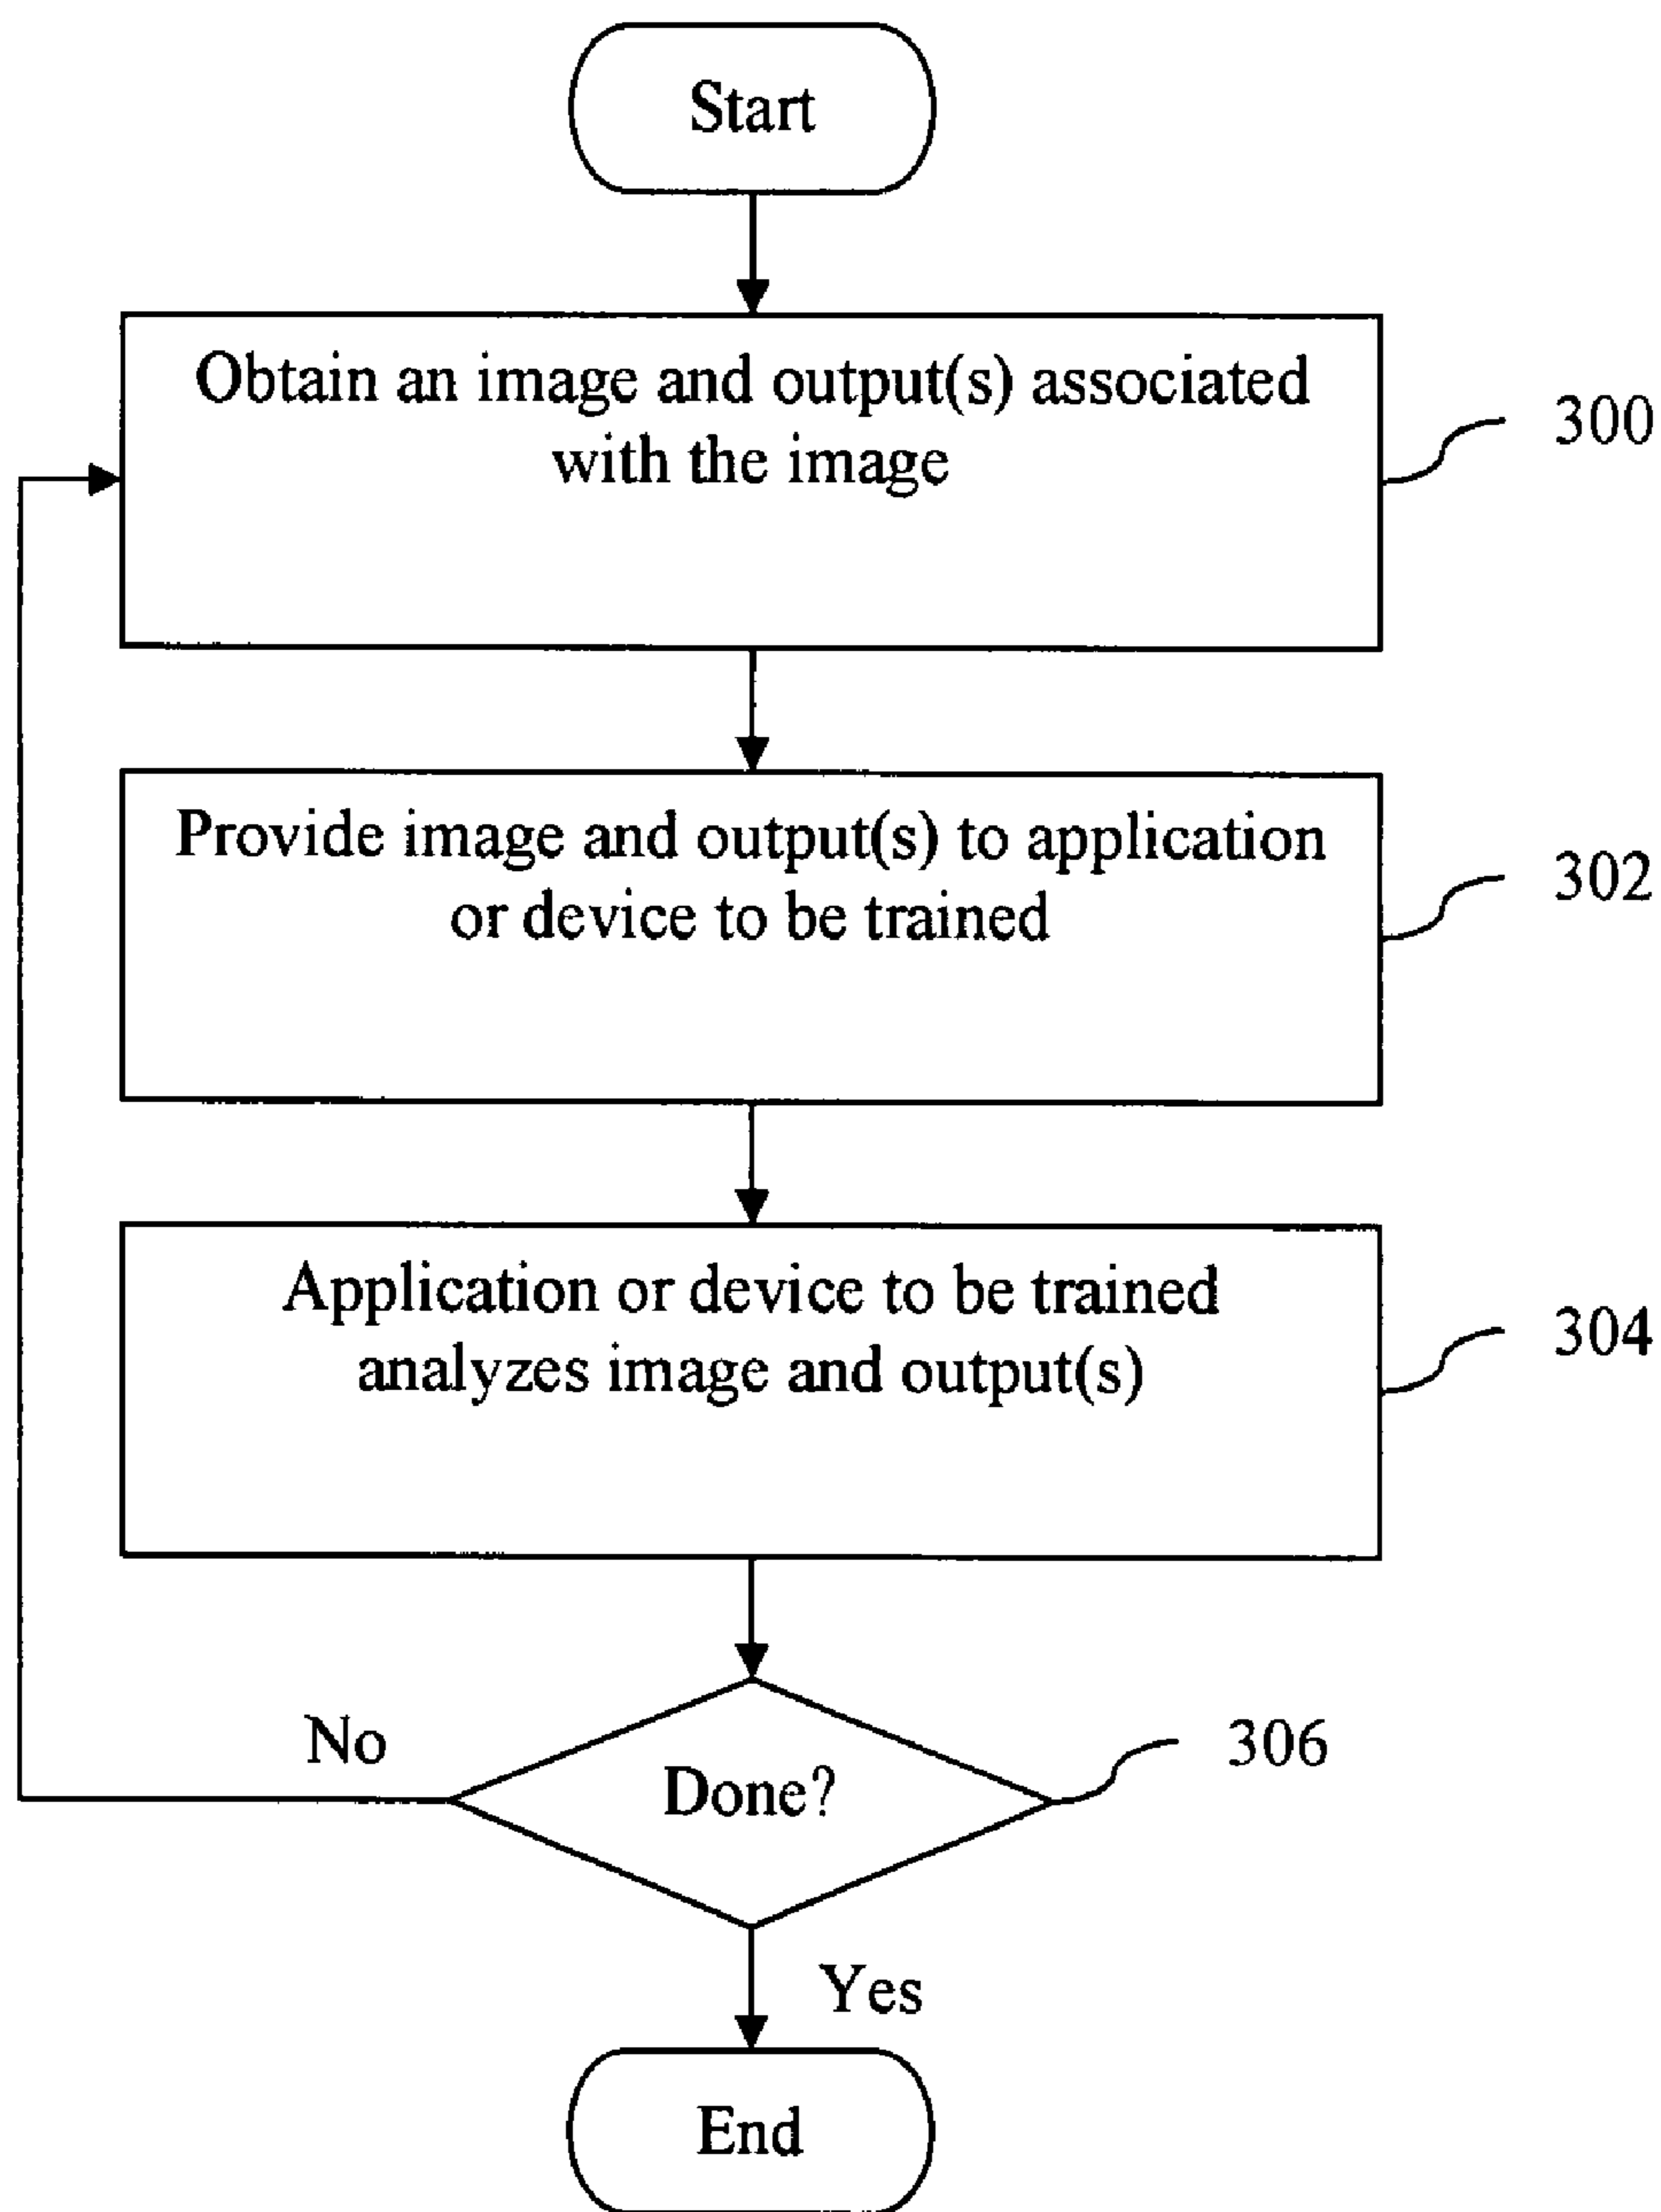 Start
Obtain an image and output(s) associated
with the image
300
Provide image and output(s) to application
or device to be trained
302
Application or device to be trained
analyzes image and output(s)
304
No
Done?
306
Yes
End